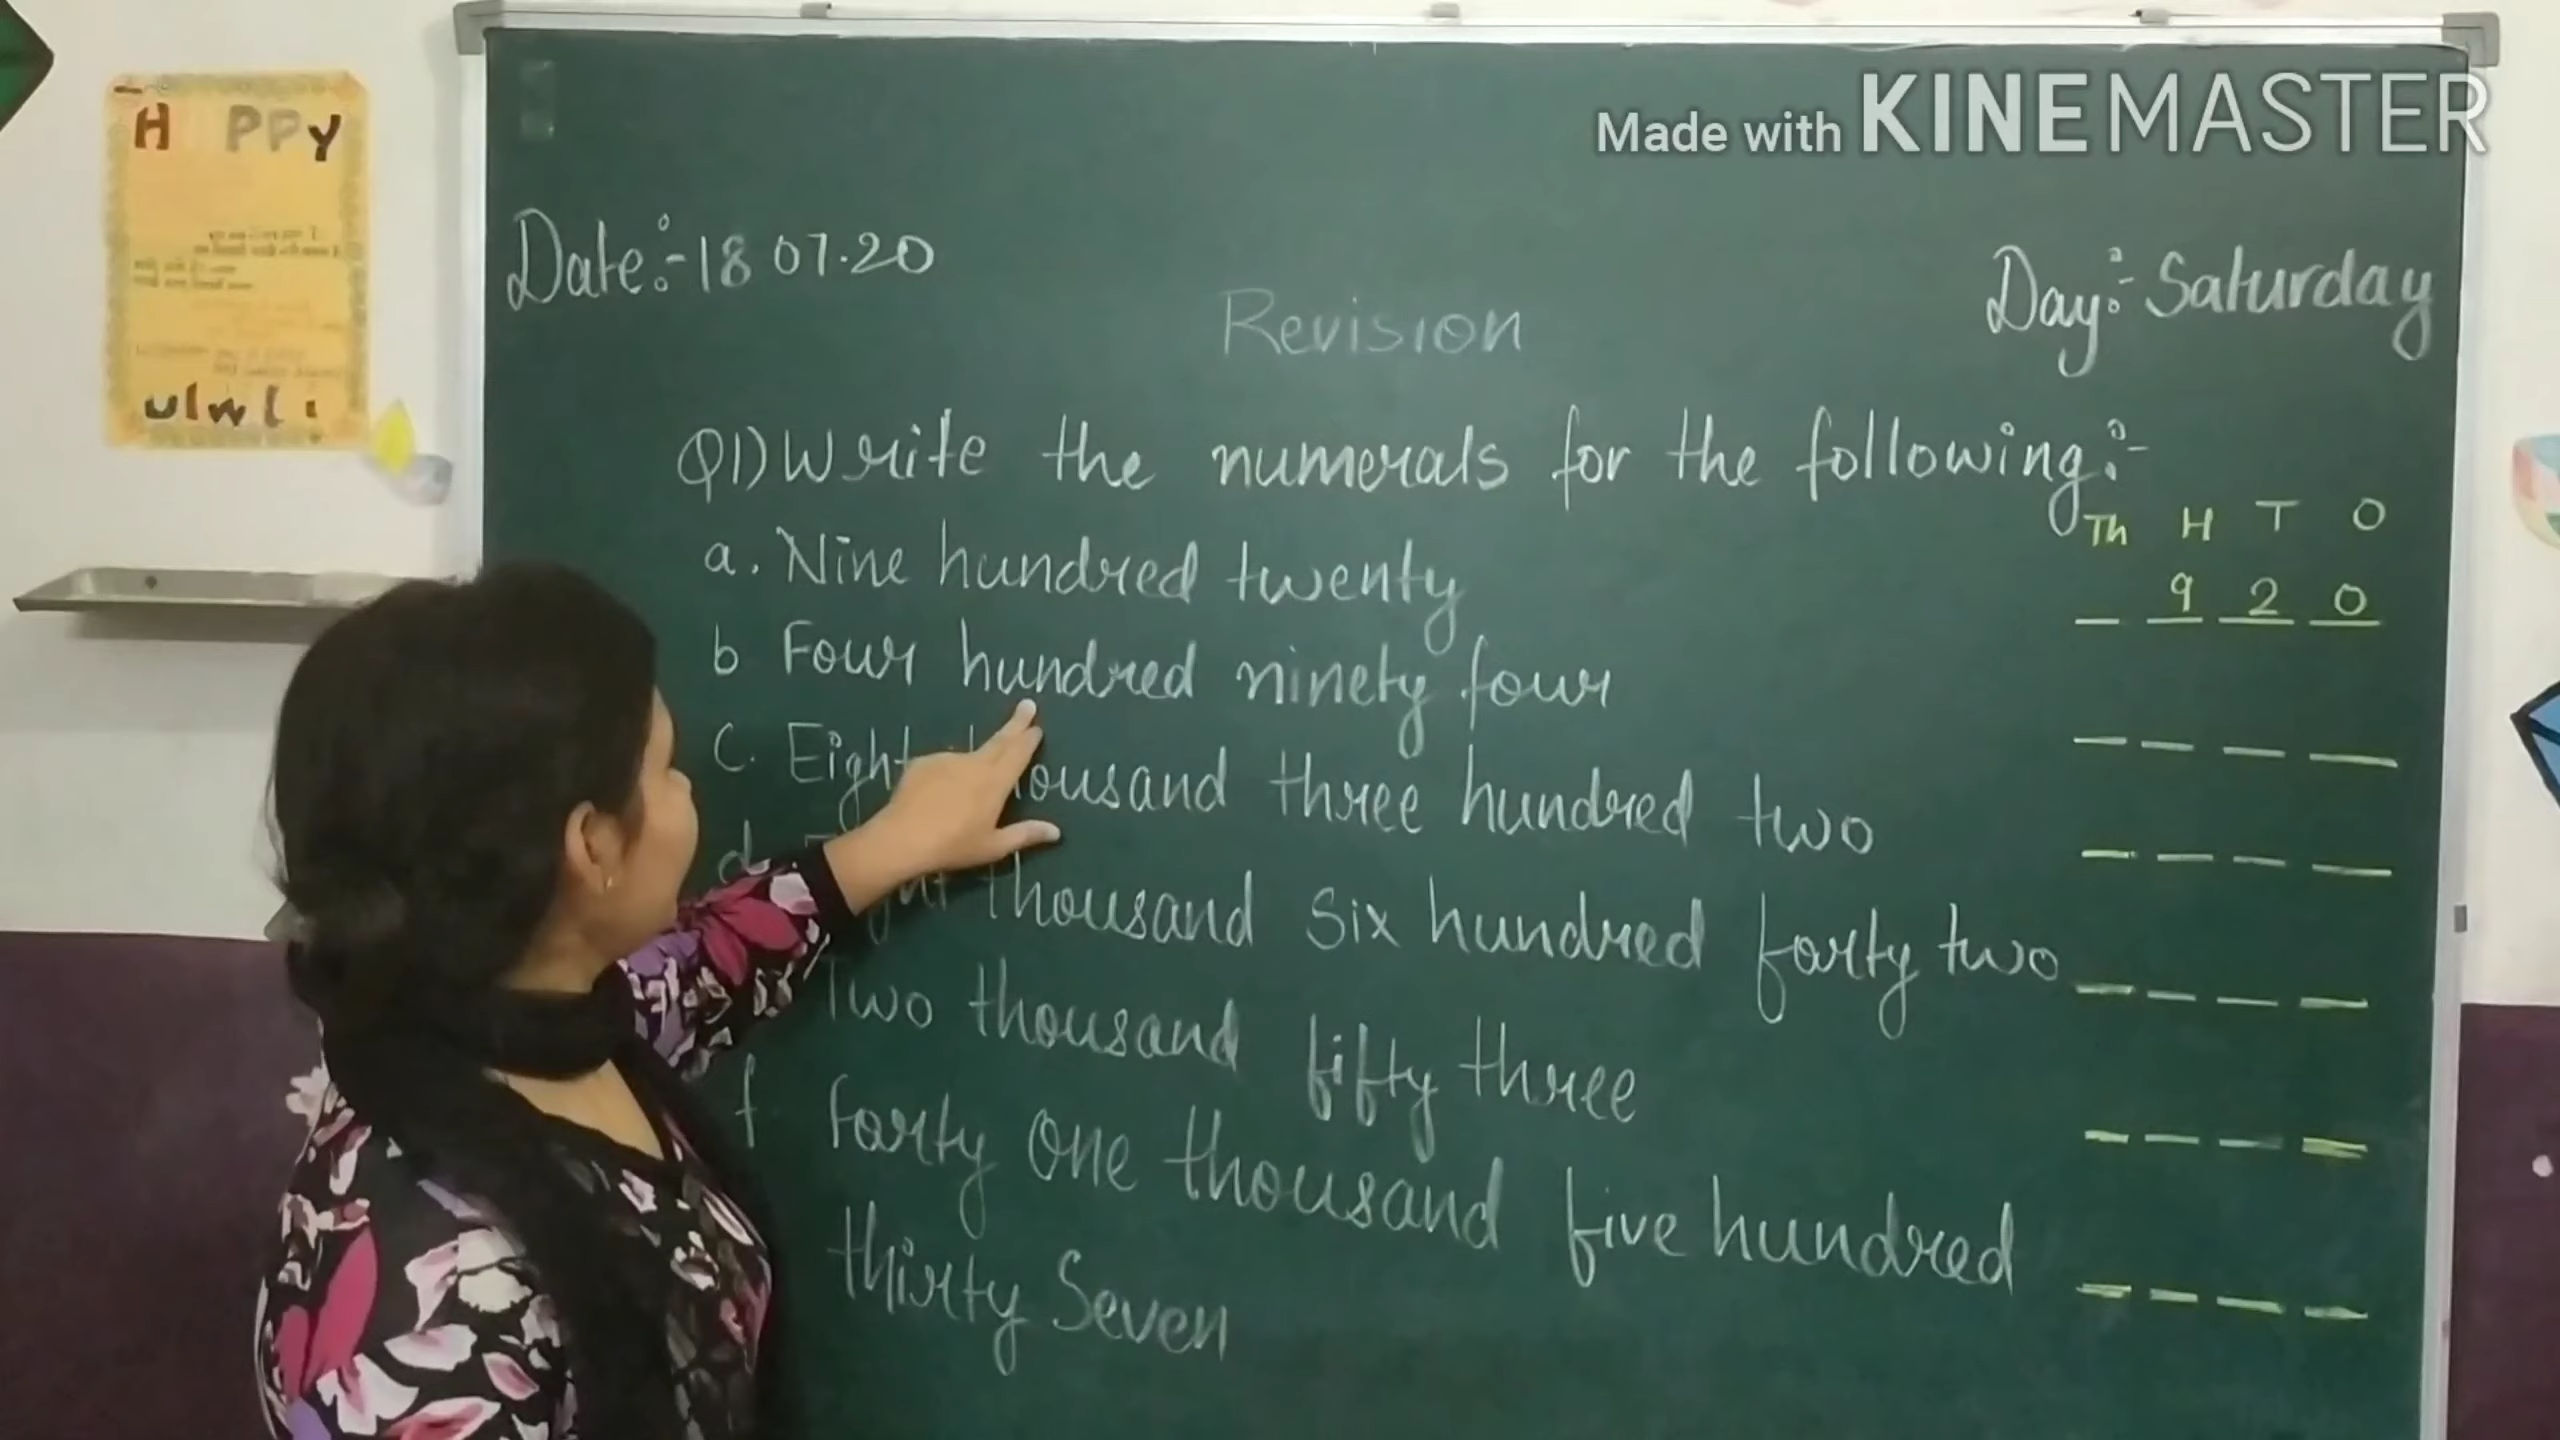 H PPY
Made with KINEMASTER
Date:-18 07.20
Day:- Saturday
Revision
Q1) Write the numerals for the following:-
Th H T O
a. Nine hundred twenty
9 2 0
b Four hundred ninety four
C. Eight thousand three hundred two
d thousand six hundred forty two
Two thousand fifty three
f Forty one thousand five hundred
thirty Seven